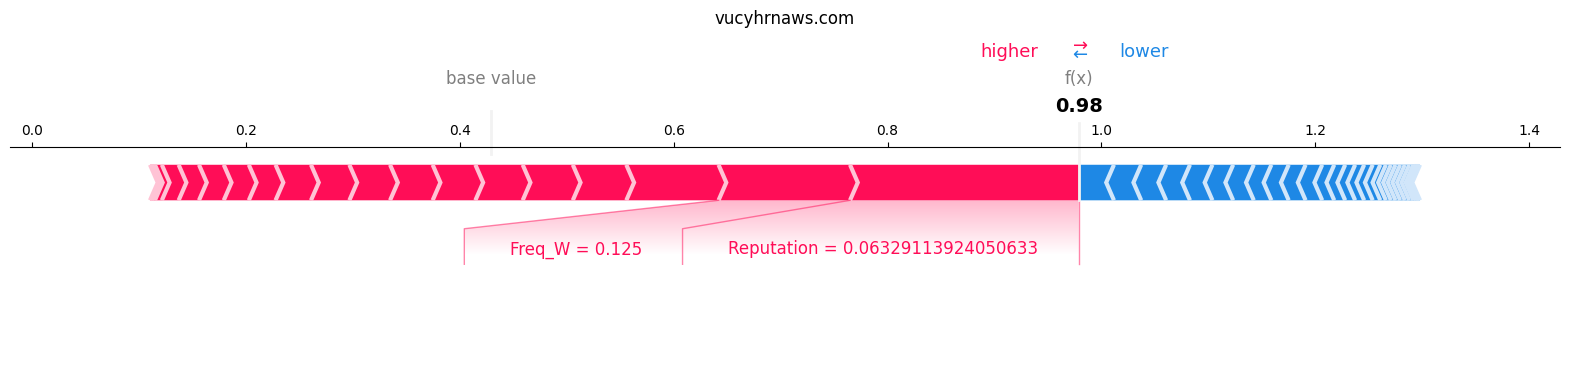 vucyhrnaws.com
higher ⇄ lower
base value f(x)
0.98
0.0 0.2 0.4 0.6 0.8 1.0 1.2 1.4
Freq_W = 0.125 Reputation = 0.06329113924050633